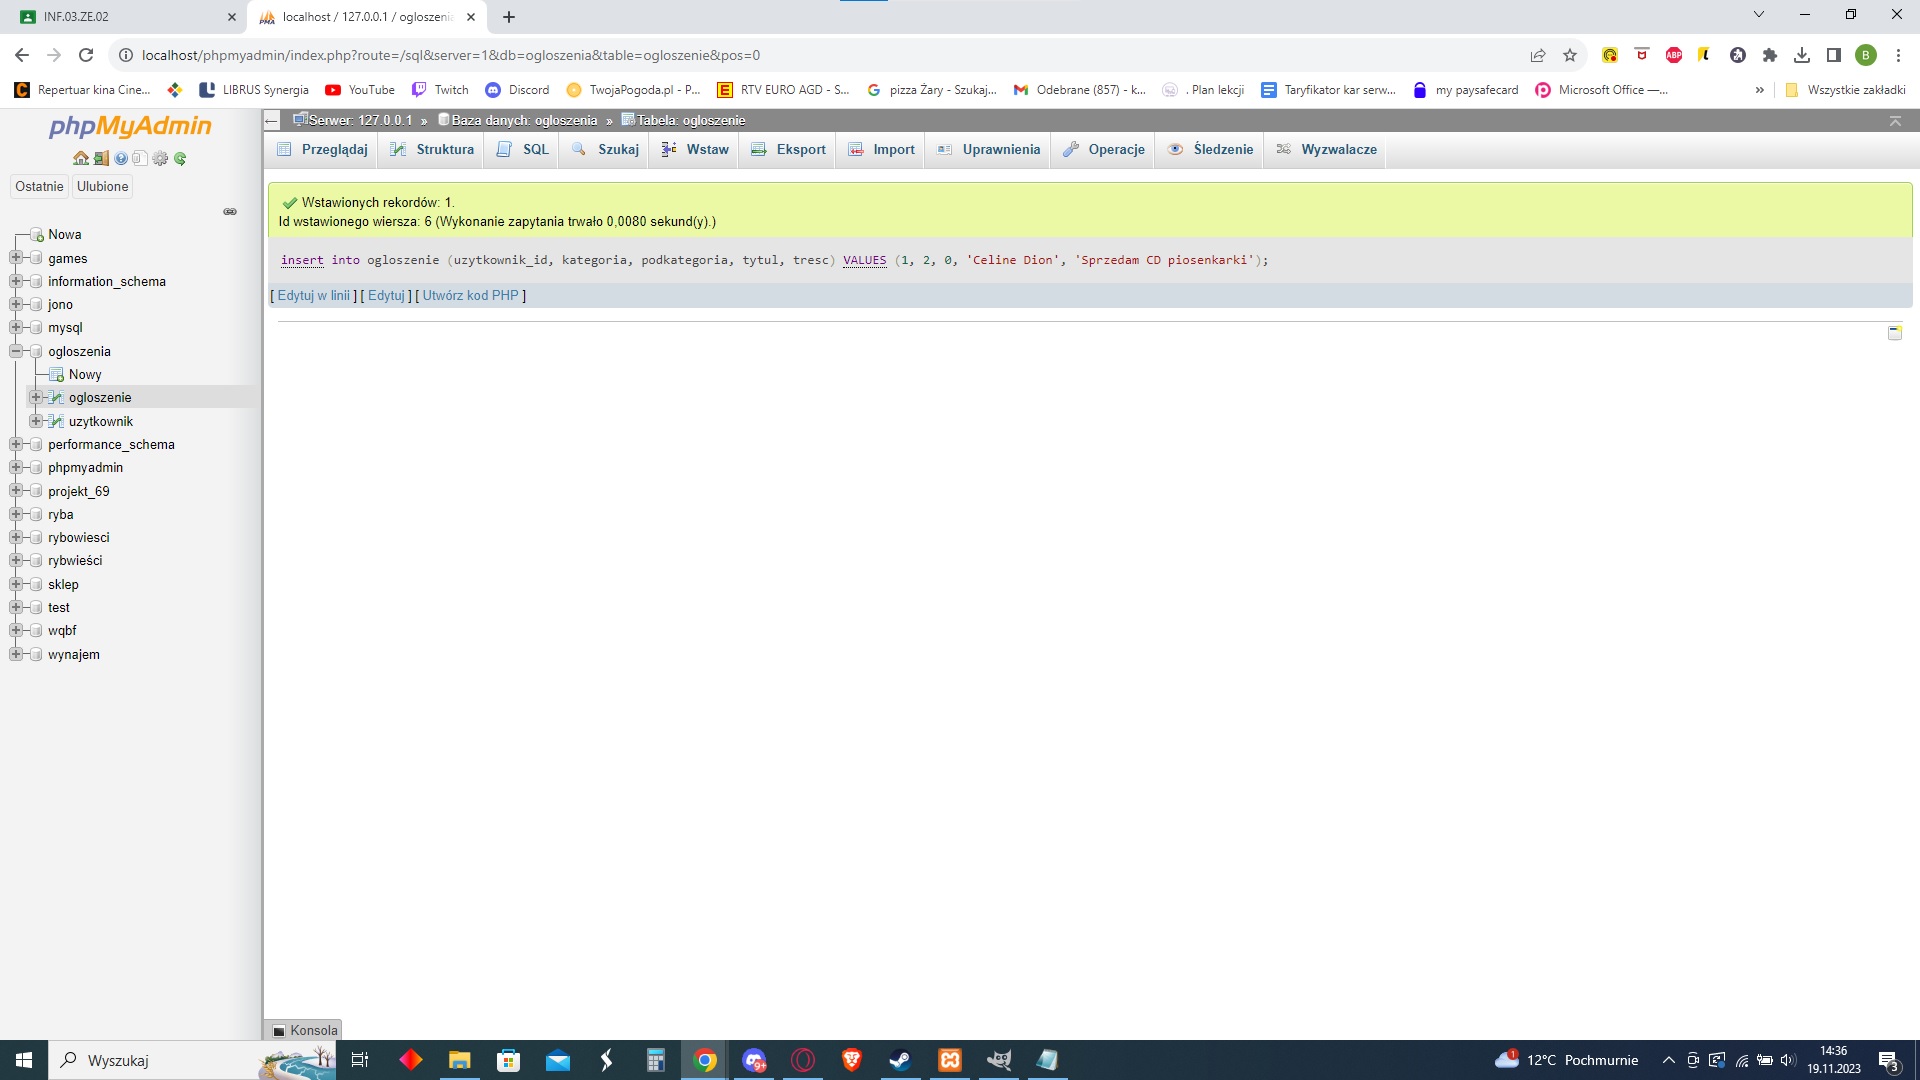 INF.03.ZE.02
localhost / 127.0.0.1 / ogloszenia
localhost/phpmyadmin/index.php?route=/sql&server=1&db=ogloszenia&table=ogloszenie&pos=0
ABP
B
Repertuar kina Cine...
LIBRUS Synergia
YouTube
Twitch
Discord
TwojaPogoda.pl - P...
RTV EURO AGD - S...
pizza Żary - Szukaj...
Odebrane (857) - k...
. Plan lekcji
Taryfikator kar serw...
my paysafecard
Microsoft Office —...
»
Wszystkie zakładki
phpMyAdmin
Serwer: 127.0.0.1 » Baza danych: ogloszenia » Tabela: ogloszenie
Przeglądaj
Struktura
SQL
Szukaj
Wstaw
Eksport
Import
Uprawnienia
Operacje
Śledzenie
Wyzwalacze
Ostatnie
Ulubione
Nowa
games
information_schema
jono
mysql
ogloszenia
Nowy
ogloszenie
uzytkownik
performance_schema
phpmyadmin
projekt_69
ryba
rybowiesci
rybwieści
sklep
test
wqbf
wynajem
Wstawionych rekordów: 1.
Id wstawionego wiersza: 6 (Wykonanie zapytania trwało 0,0080 sekund(y).)
insert into ogloszenie (uzytkownik_id, kategoria, podkategoria, tytul, tresc) VALUES (1, 2, 0, 'Celine Dion', 'Sprzedam CD piosenkarki');
[ Edytuj w linii ] [ Edytuj ] [ Utwórz kod PHP ]
Konsola
Wyszukaj
9+
1
12°C Pochmurnie
14:36
19.11.2023
3